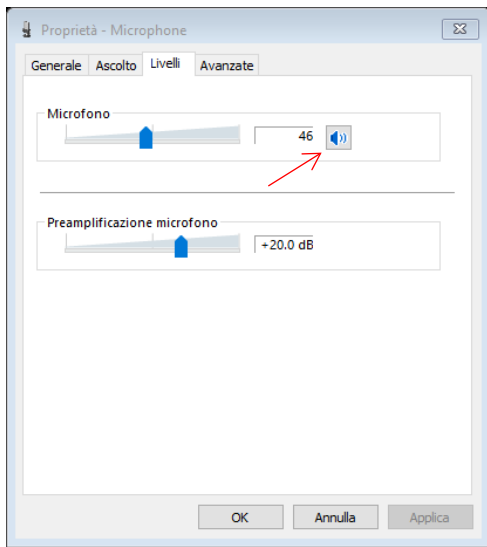 Proprietà - Microphone
Generale Ascolto Livelli Avanzate
Microfono
46
Preamplificazione microfono
+20.0 dB
OK Annulla Applica